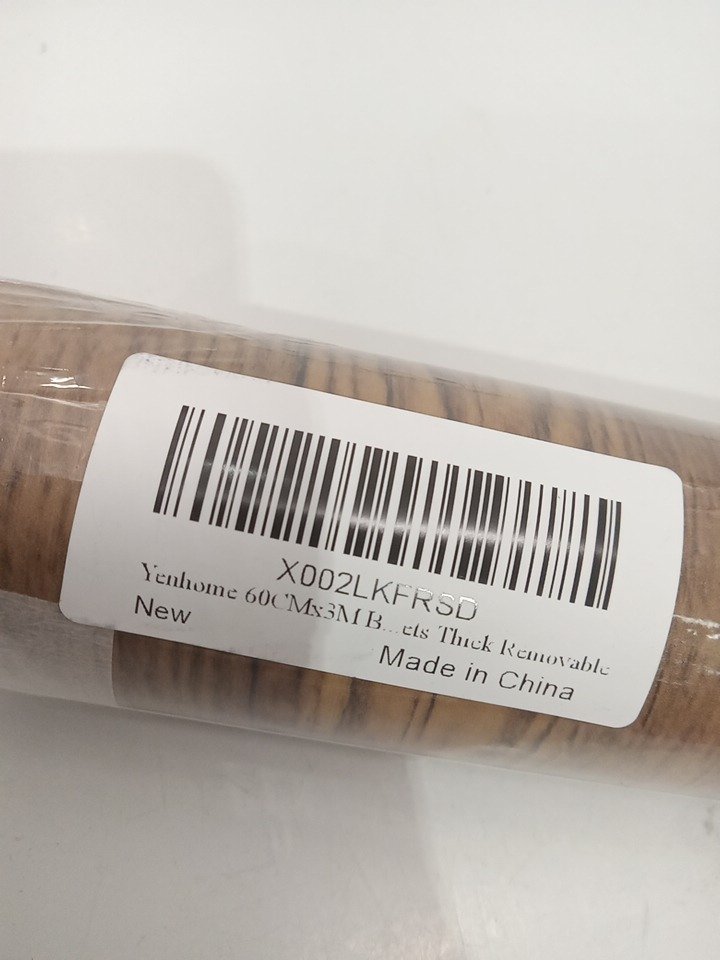 X002LKFRSD
Yenhome 60CMx3M B...ets Thick Removable
New
Made in China